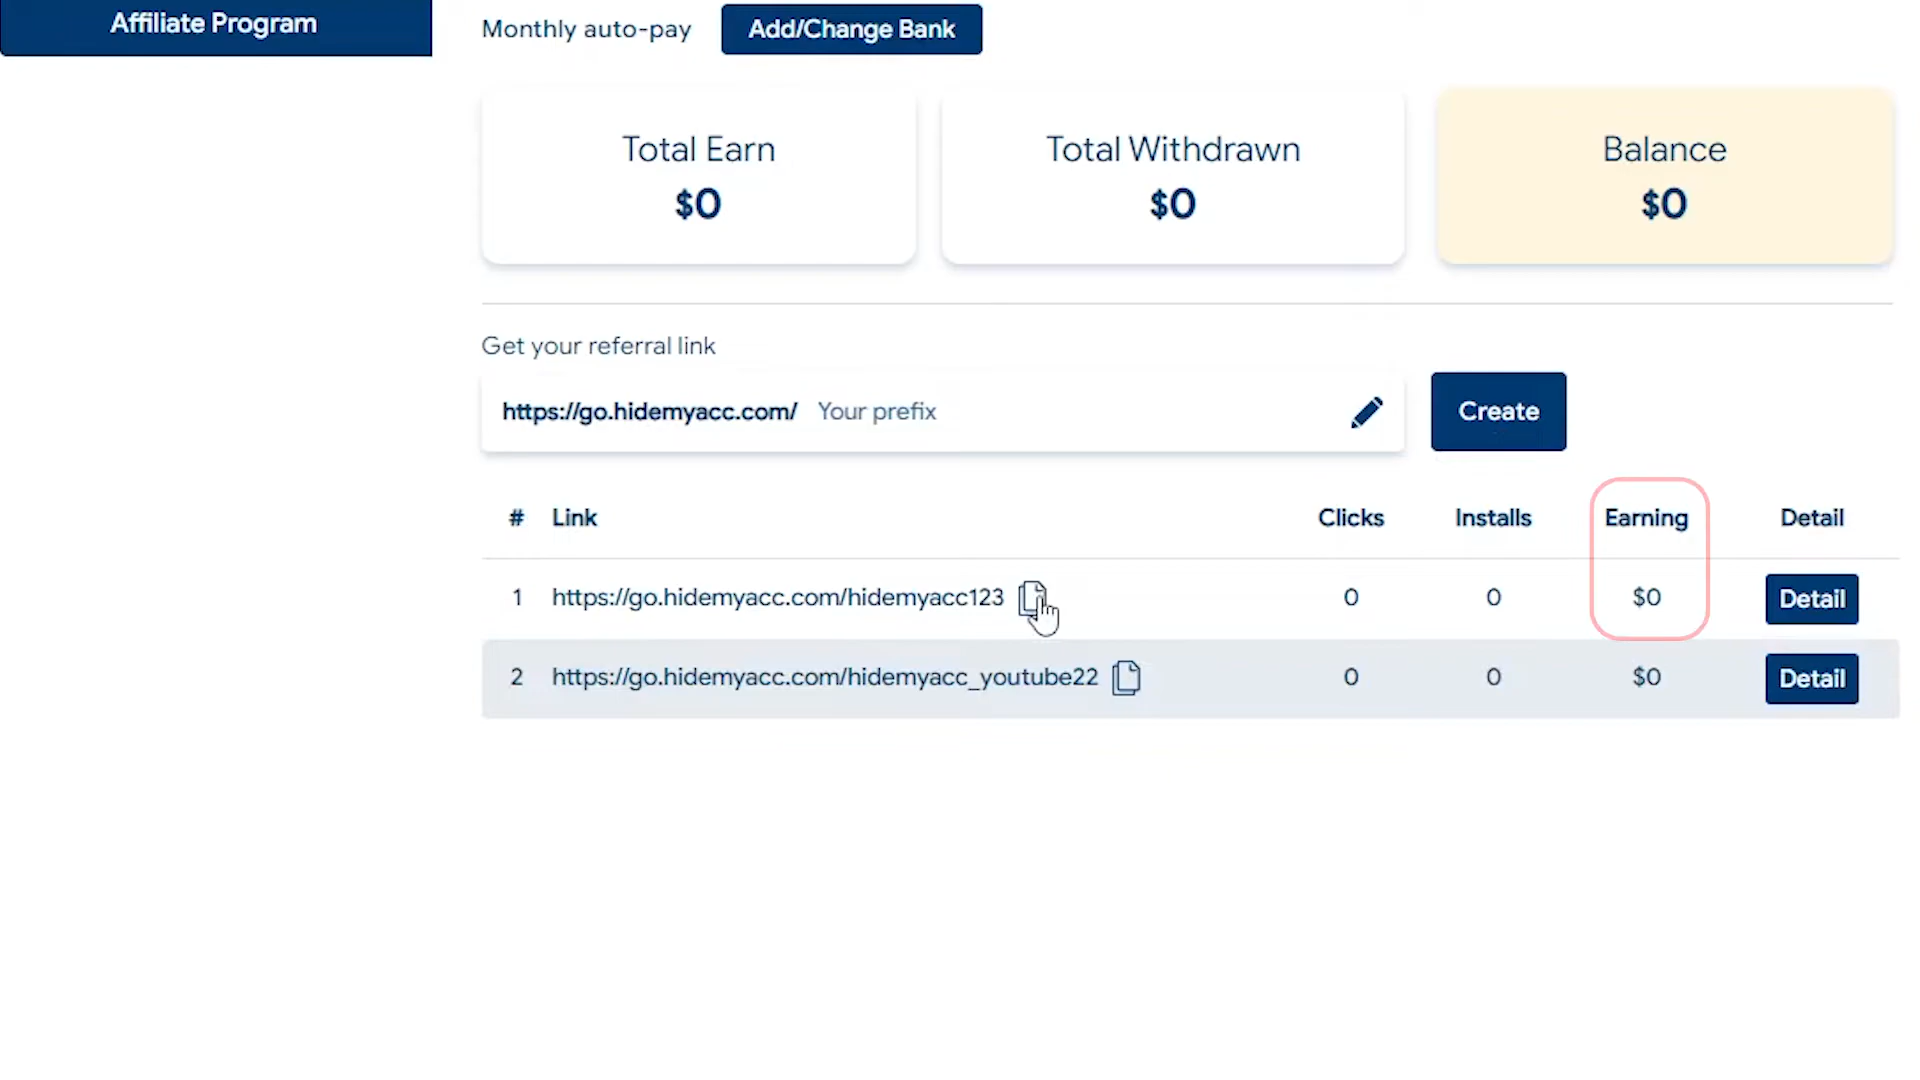 Affiliate Program
Monthly auto-pay Add/Change Bank
Total Earn Total Withdrawn Balance
$0 $0 $0
Get your referral link
https://go.hidemyacc.com/ Your prefix Create
# Link Clicks Installs Earning Detail
1 https://go.hidemyacc.com/hidemyacc123 0 0 $0 Detail
2 https://go.hidemyacc.com/hidemyacc_youtube22 0 0 $0 Detail